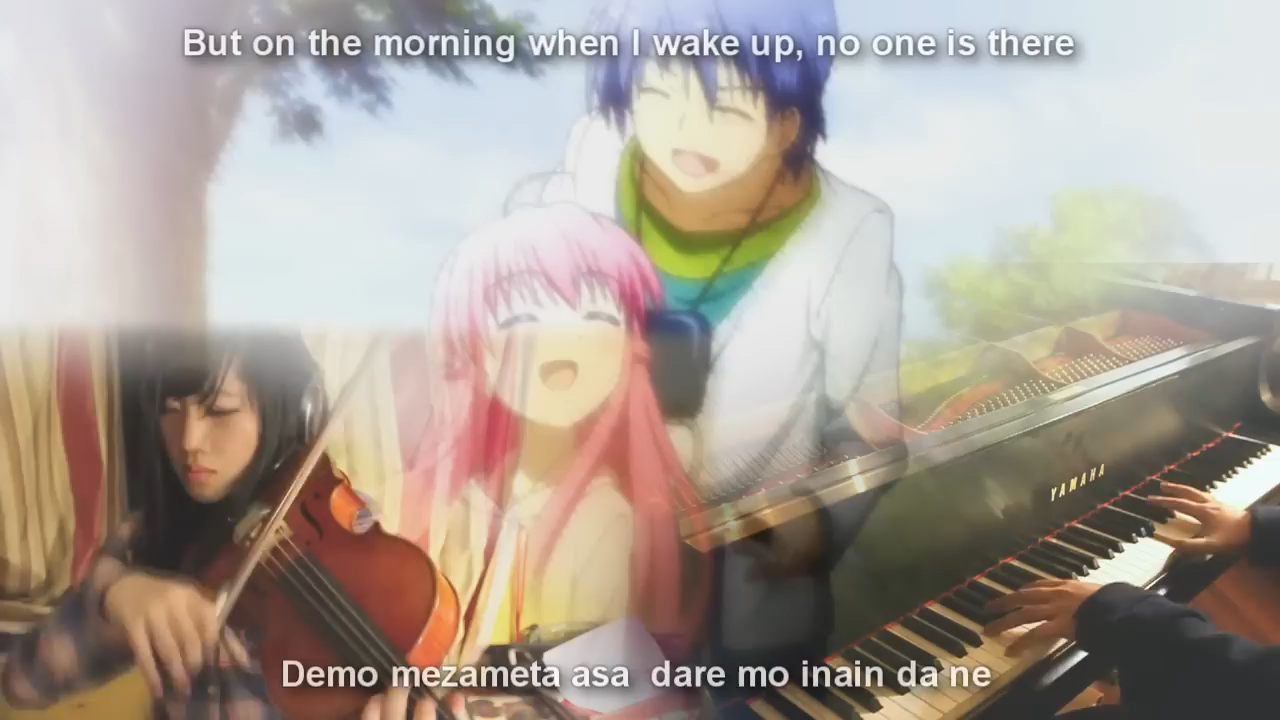 But on the morning when I wake up, no one is there
YAMAHA
Demo mezameta asa dare mo inain da ne